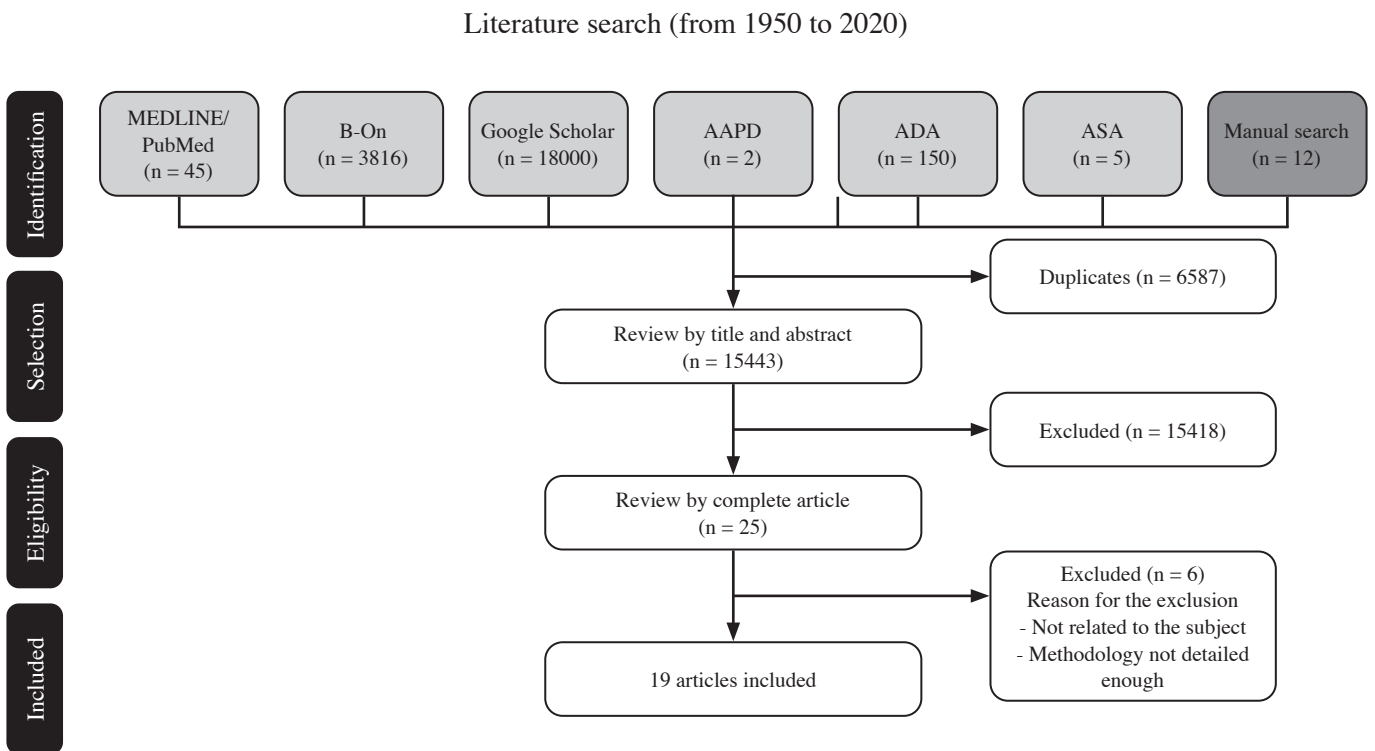 Literature search (from 1950 to 2020)
Identification
MEDLINE/
PubMed
(n = 45)
B-On
(n = 3816)
Google Scholar
(n = 18000)
AAPD
(n = 2)
ADA
(n = 150)
ASA
(n = 5)
Manual search
(n = 12)
Duplicates (n = 6587)
Selection
Review by title and abstract
(n = 15443)
Excluded (n = 15418)
Eligibility
Review by complete article
(n = 25)
Excluded (n = 6)
Reason for the exclusion
- Not related to the subject
- Methodology not detailed
enough
Included
19 articles included